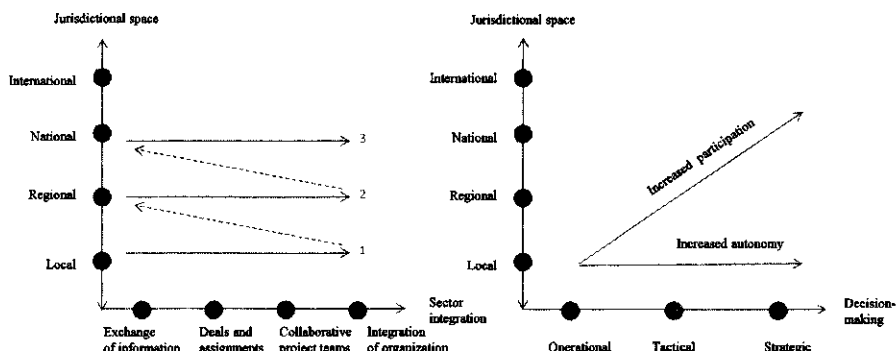 Jurisdictional space
International
National
Regional
Local
3
2
1
Sector
integration
Exchange
of information
Deals and
assignments
Collaborative
project teams
Integration
of organization
Jurisdictional space
International
National
Regional
Local
Increased participation
Increased autonomy
Decision-
making
Operational
Tactical
Strategic